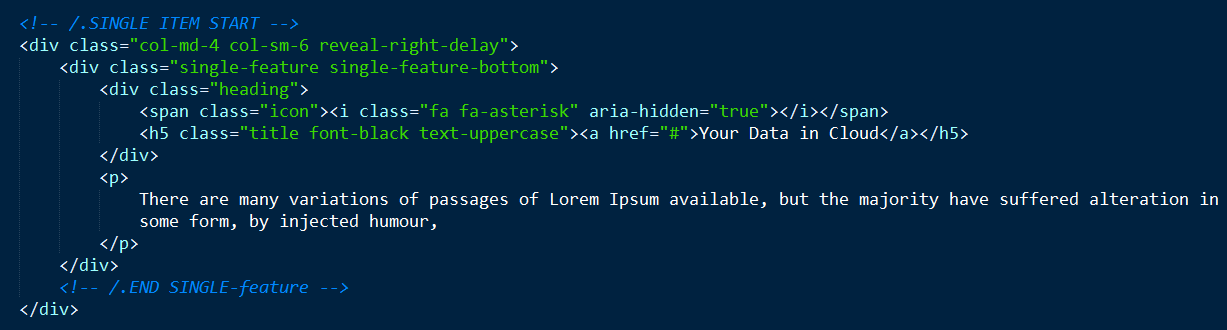 <!-- /.SINGLE ITEM START -->
<div class="col-md-4 col-sm-6 reveal-right-delay">
    <div class="single-feature single-feature-bottom">
        <div class="heading">
            <span class="icon"><i class="fa fa-asterisk" aria-hidden="true"></i></span>
            <h5 class="title font-black text-uppercase"><a href="#">Your Data in Cloud</a></h5>
        </div>
        <p>
            There are many variations of passages of Lorem Ipsum available, but the majority have suffered alteration in
            some form, by injected humour,
        </p>
    </div>
    <!-- /.END SINGLE-feature -->
</div>